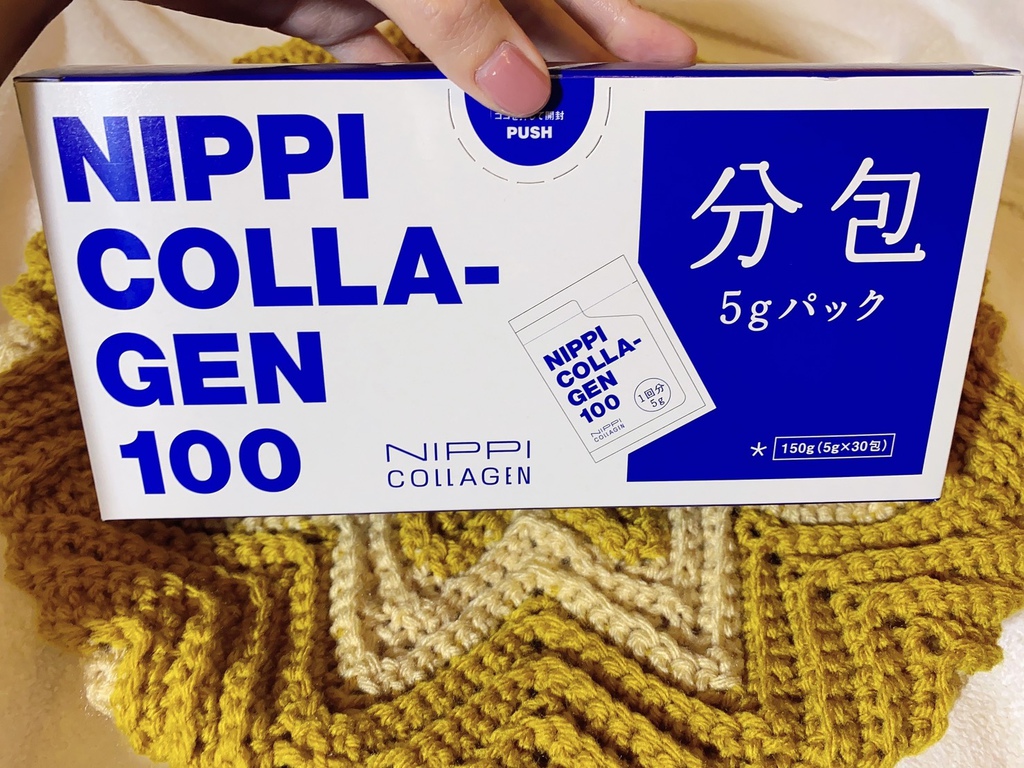 NIPPI
COLLA-
GEN
100
NIPPI
COLLAGEN
PUSH
分包
5gパック
NIPPI
COLLA-
GEN
100
1回分
5g
NIPPI
COLLAGEN
* 150g(5g×30包)